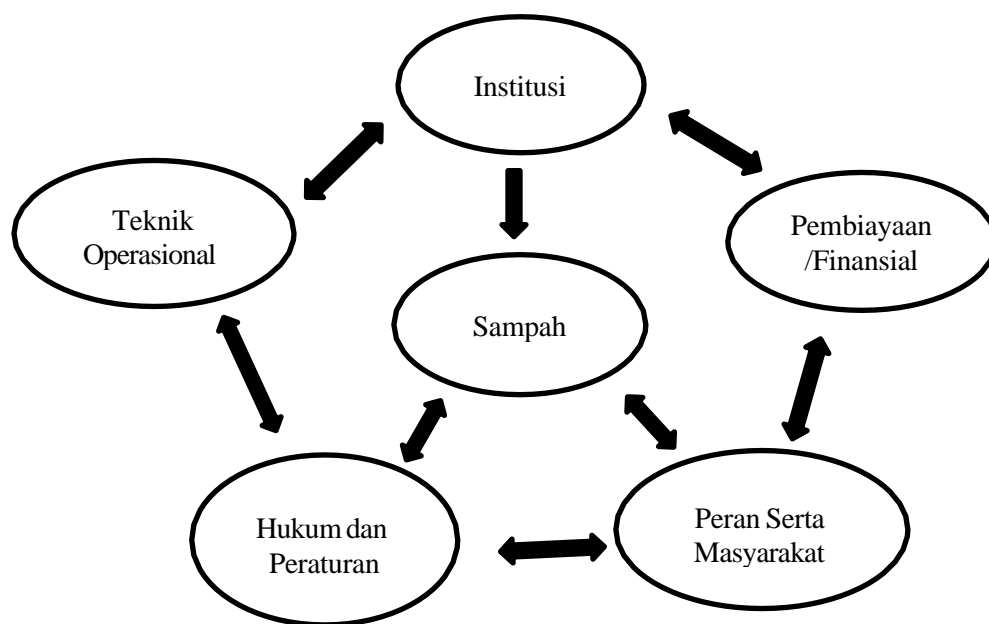 Institusi
Teknik
Operasional
Pembiayaan
/Finansial
Sampah
Hukum dan
Peraturan
Peran Serta
Masyarakat